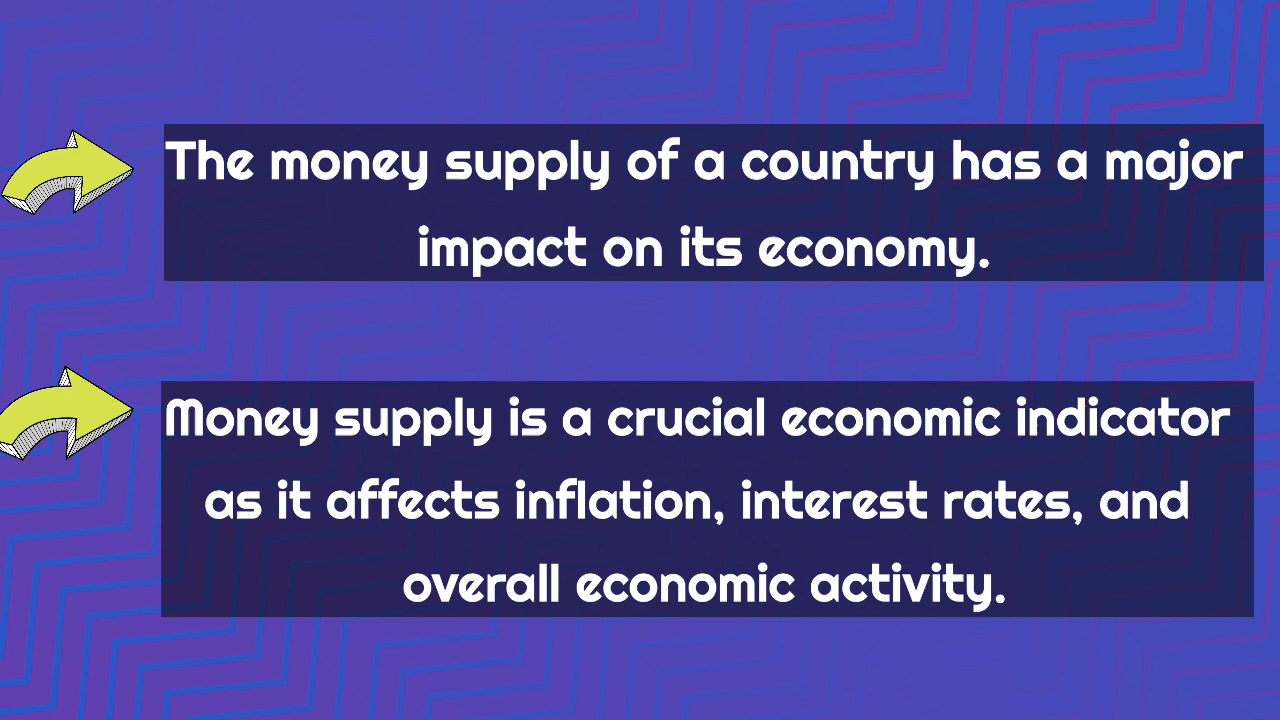 The money supply of a country has a major
impact on its economy.
Money supply is a crucial economic indicator
as it affects inflation, interest rates, and
overall economic activity.